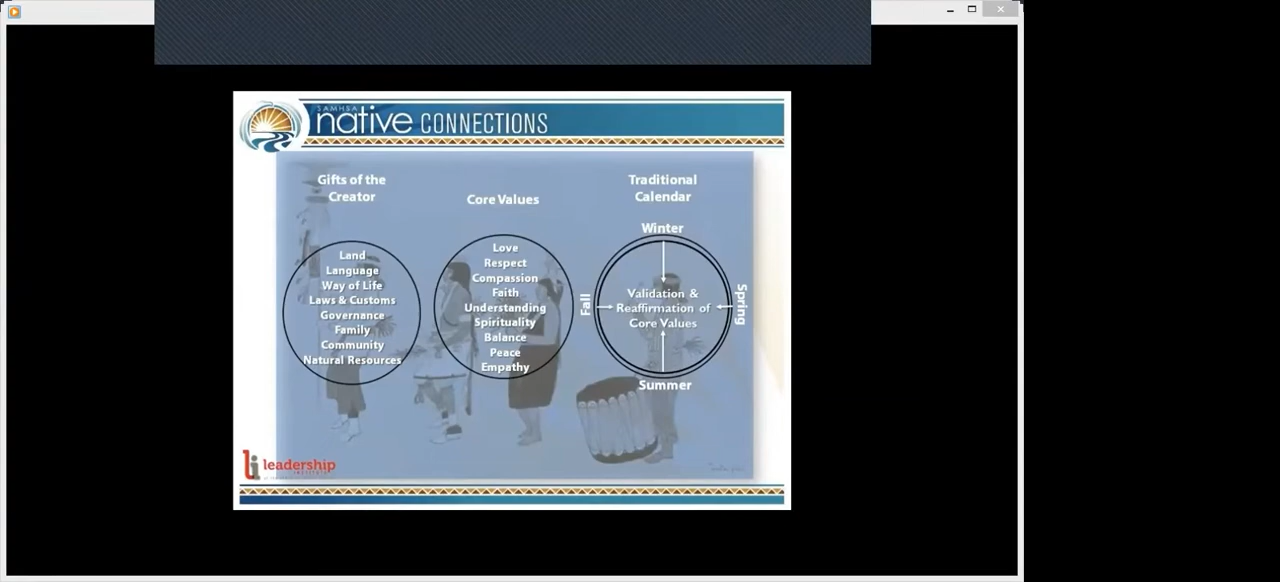 SAMHSA
native CONNECTIONS
Gifts of the
Creator
Land
Language
Way of Life
Laws & Customs
Governance
Family
Community
Natural Resources
Core Values
Love
Respect
Compassion
Faith
Understanding
Spirituality
Balance
Peace
Empathy
Traditional
Calendar
Winter
Fall
Validation &
Reaffirmation of
Core Values
Spring
Summer
li leadership
INSTITUTE